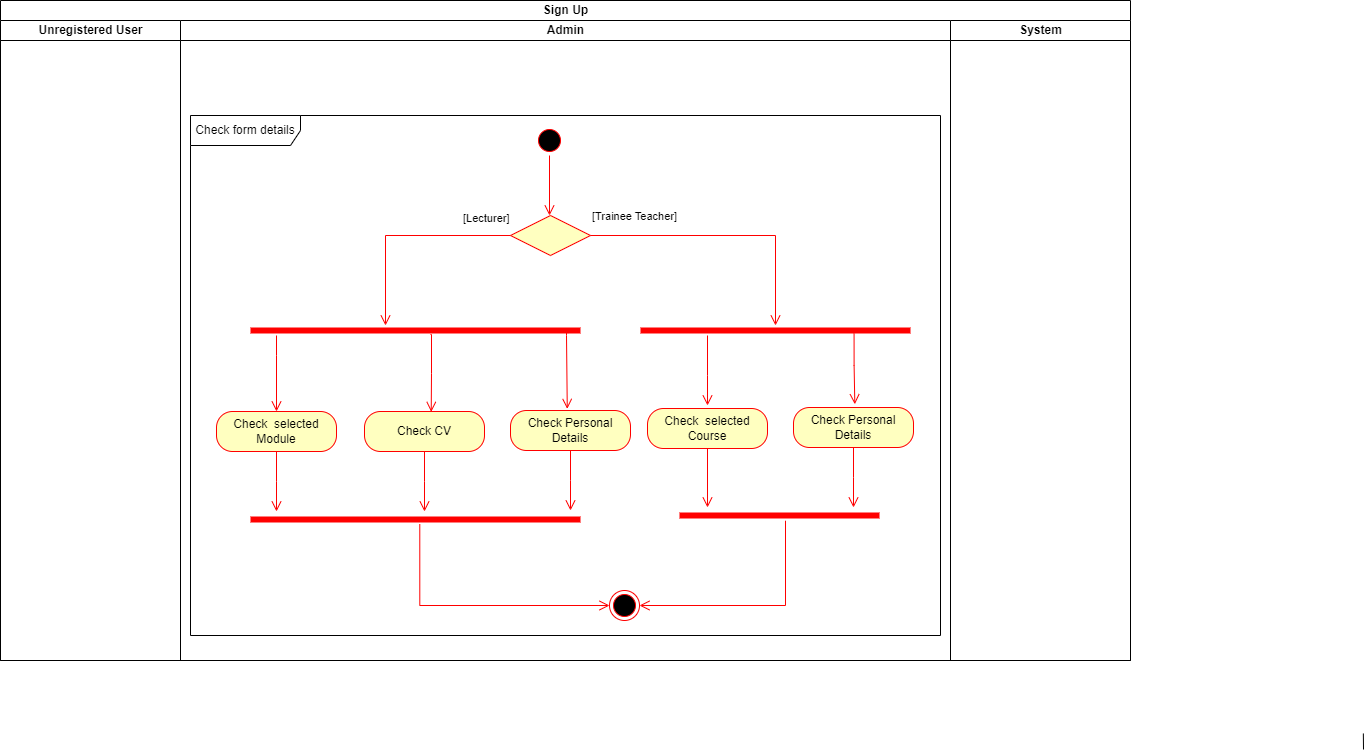 Sign Up
Unregistered User
Admin
System
Check form details
[Lecturer]
[Trainee Teacher]
Check selected
Module
Check CV
Check Personal
Details
Check selected
Course
Check Personal
Details